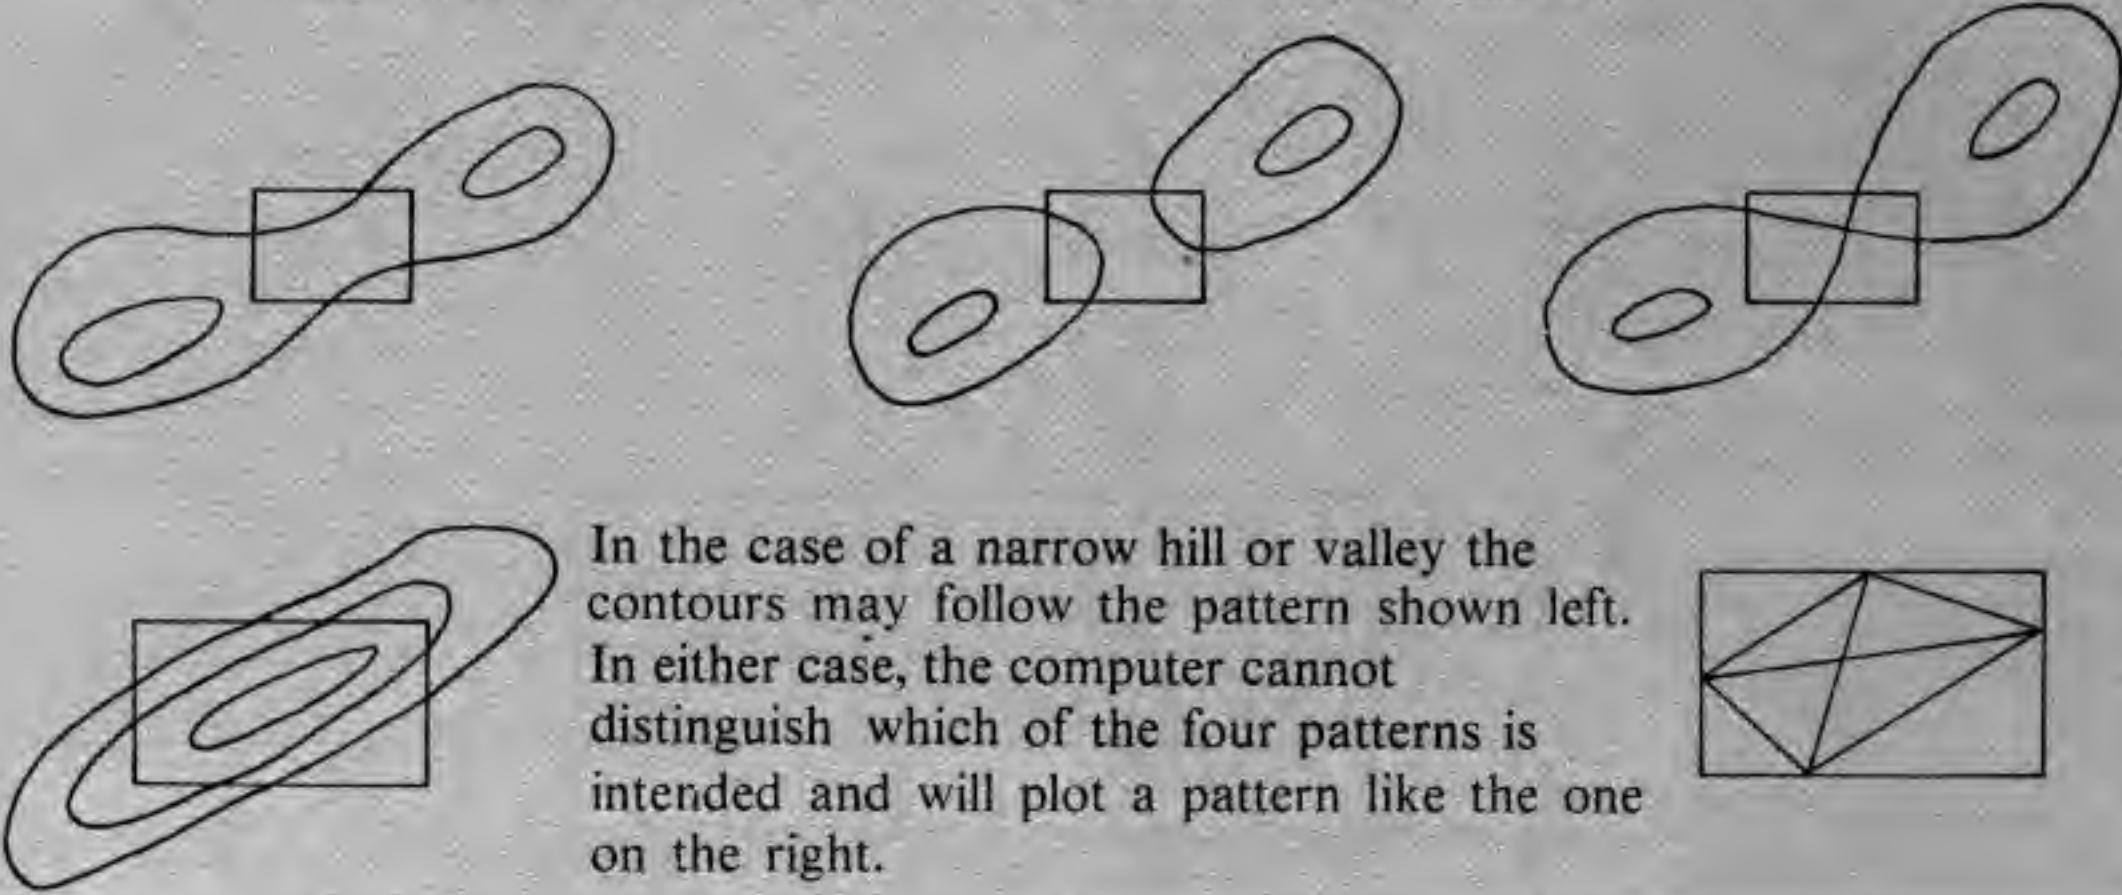 In the case of a narrow hill or valley the
contours may follow the pattern shown left.
In either case, the computer cannot
distinguish which of the four patterns is
intended and will plot a pattern like the one
on the right.